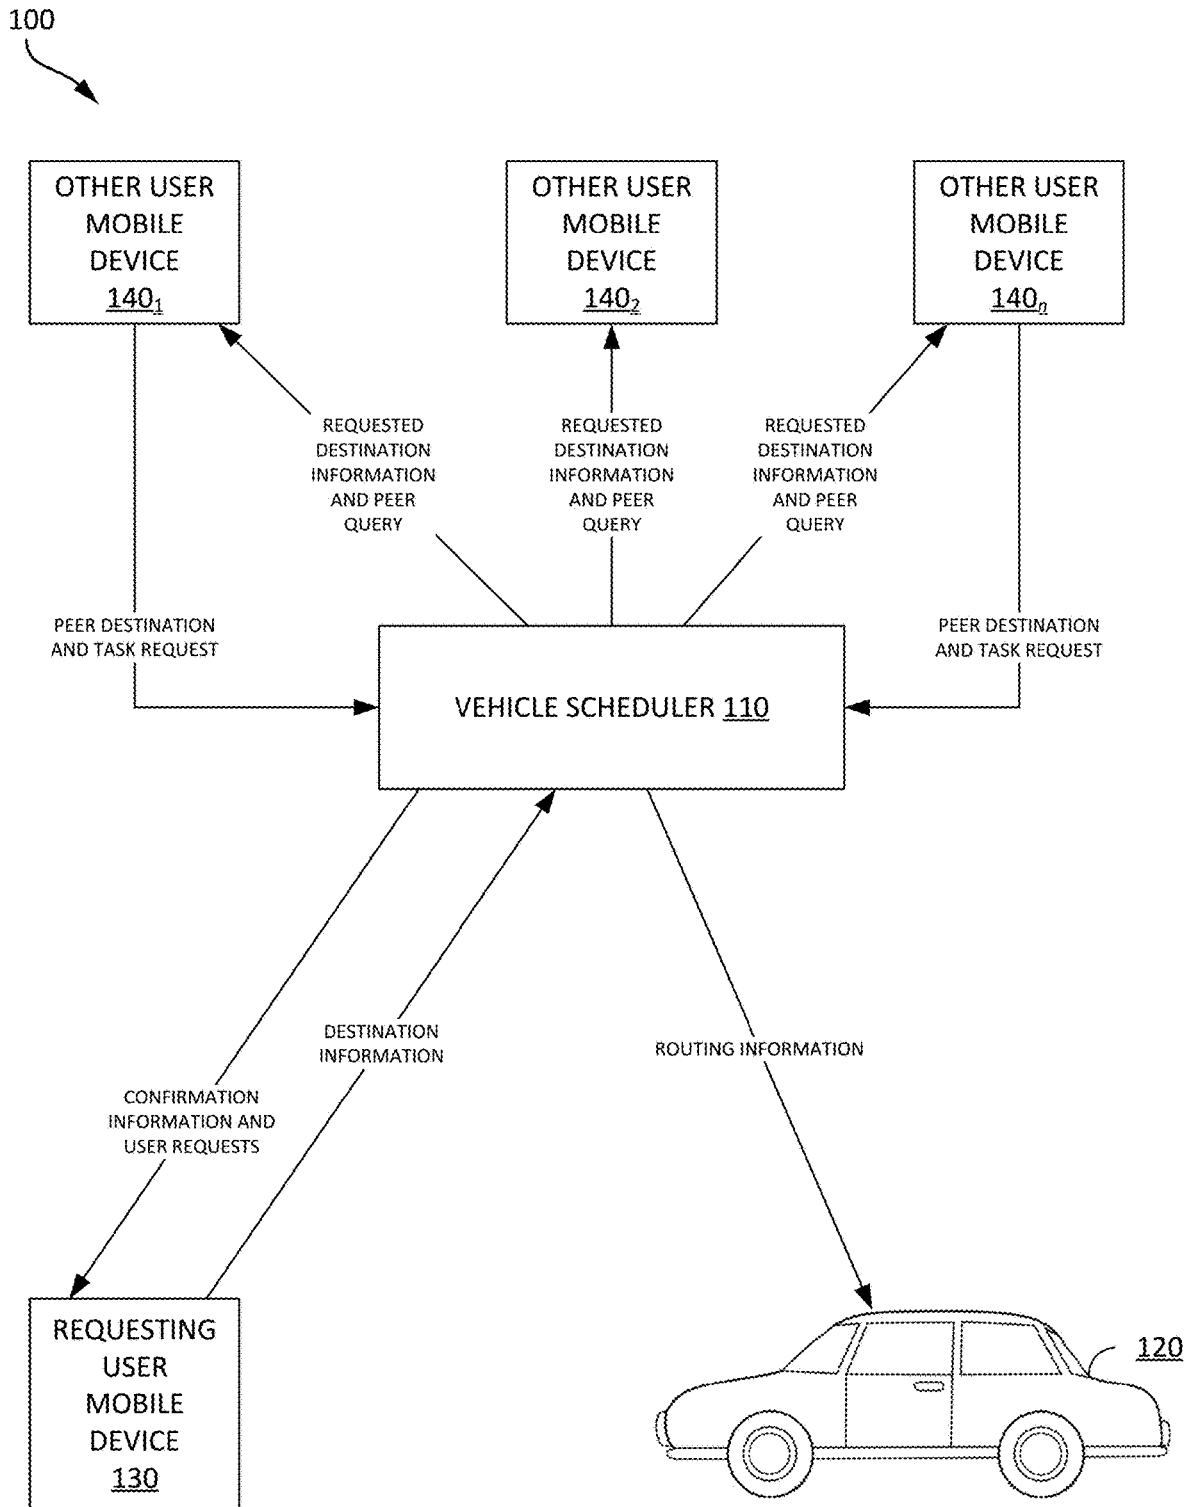 100
OTHER USER
MOBILE
DEVICE
140₁
OTHER USER
MOBILE
DEVICE
140₂
OTHER USER
MOBILE
DEVICE
140ₙ
REQUESTED
DESTINATION
INFORMATION
AND PEER
QUERY
REQUESTED
DESTINATION
INFORMATION
AND PEER
QUERY
REQUESTED
DESTINATION
INFORMATION
AND PEER
QUERY
PEER DESTINATION
AND TASK REQUEST
PEER DESTINATION
AND TASK REQUEST
VEHICLE SCHEDULER 110
DESTINATION
INFORMATION
ROUTING INFORMATION
CONFIRMATION
INFORMATION AND
USER REQUESTS
REQUESTING
USER
MOBILE
DEVICE
130
120